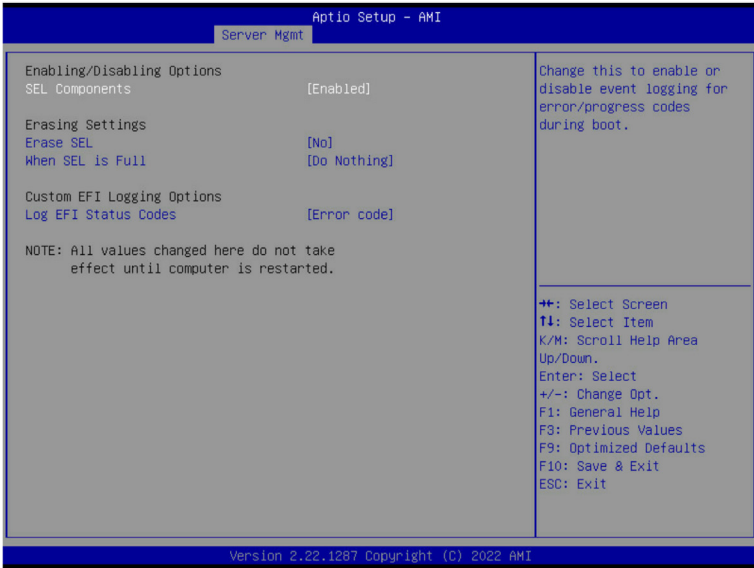 Aptio Setup - AMI
Server Mgmt
Enabling/Disabling Options
SEL Components [Enabled]
Erasing Settings
Erase SEL [No]
When SEL is Full [Do Nothing]
Custom EFI Logging Options
Log EFI Status Codes [Error code]
NOTE: All values changed here do not take
effect until computer is restarted.
Change this to enable or
disable event logging for
error/progress codes
during boot.
→←: Select Screen
↑↓: Select Item
K/M: Scroll Help Area
Up/Down.
Enter: Select
+/-: Change Opt.
F1: General Help
F3: Previous Values
F9: Optimized Defaults
F10: Save & Exit
ESC: Exit
Version 2.22.1287 Copyright (C) 2022 AMI